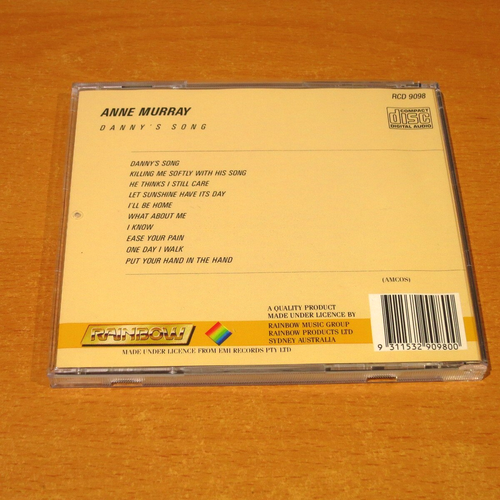 ANNE MURRAY
RCD 9098
DANNY'S SONG
COMPACT
disc
DIGITAL AUDIO
DANNY'S SONG
KILLING ME SOFTLY WITH HIS SONG
HE THINKS I STILL CARE
LET SUNSHINE HAVE ITS DAY
I'LL BE HOME
WHAT ABOUT ME
I KNOW
EASE YOUR PAIN
ONE DAY I WALK
PUT YOUR HAND IN THE HAND
(AMCOS)
A QUALITY PRODUCT
MADE UNDER LICENCE BY
RAINBOW
RAINBOW MUSIC GROUP
RAINBOW PRODUCTS LTD
SYDNEY AUSTRALIA
MADE UNDER LICENCE FROM EMI RECORDS PTY LTD
9 311532 909800